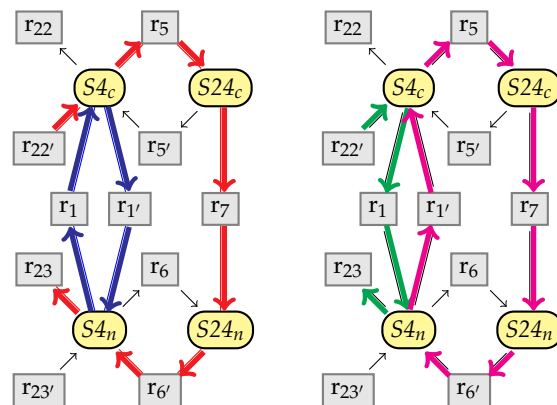 r22 r5
S4c S24c
r22′ r5′
r1 r1′ r7
r23 r6
S4n S24n
r23′ r6′
r22 r5
S4c S24c
r22′ r5′
r1 r1′ r7
r23 r6
S4n S24n
r23′ r6′